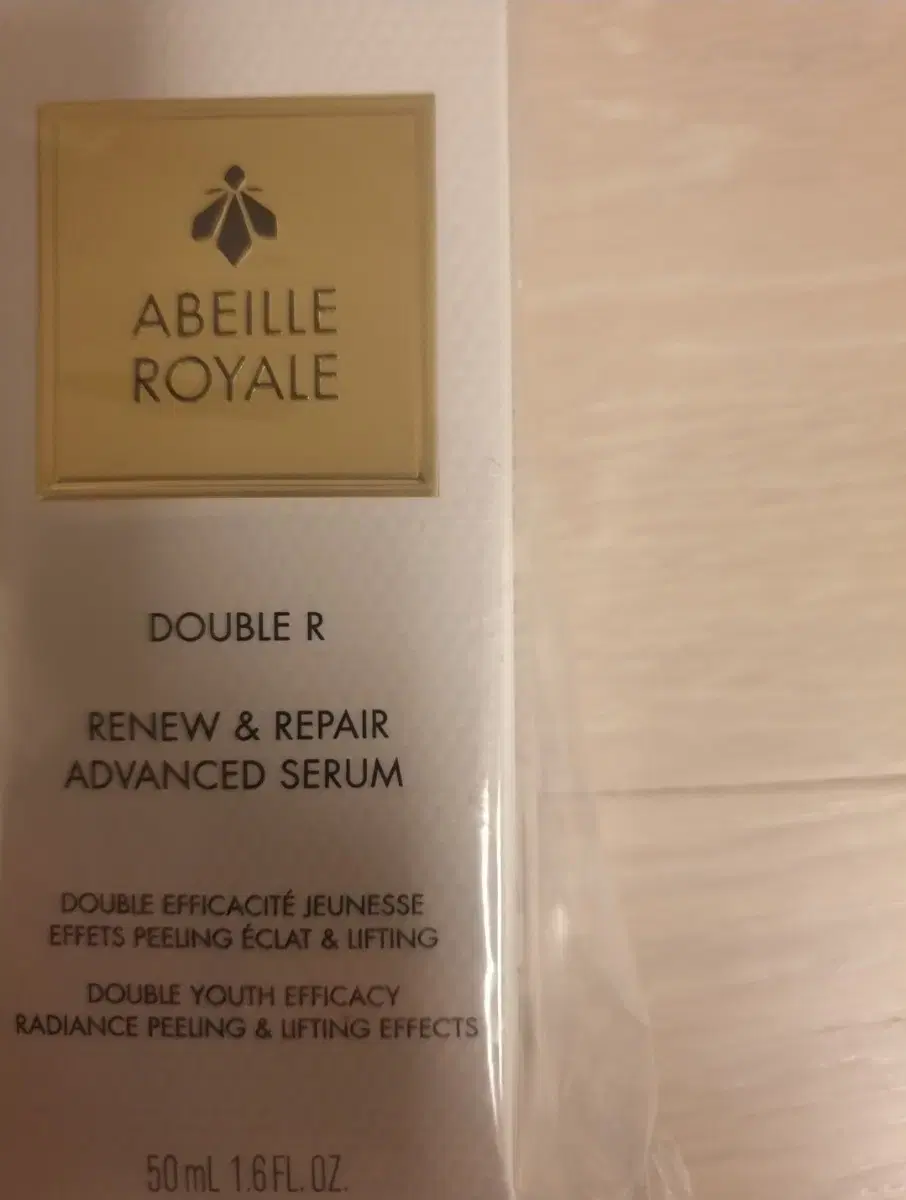 ABEILLE
ROYALE
DOUBLE R
RENEW & REPAIR
ADVANCED SERUM
DOUBLE EFFICACITÉ JEUNESSE
EFFETS PEELING ÉCLAT & LIFTING
DOUBLE YOUTH EFFICACY
RADIANCE PEELING & LIFTING EFFECTS
50 mL 1.6 FL. OZ.